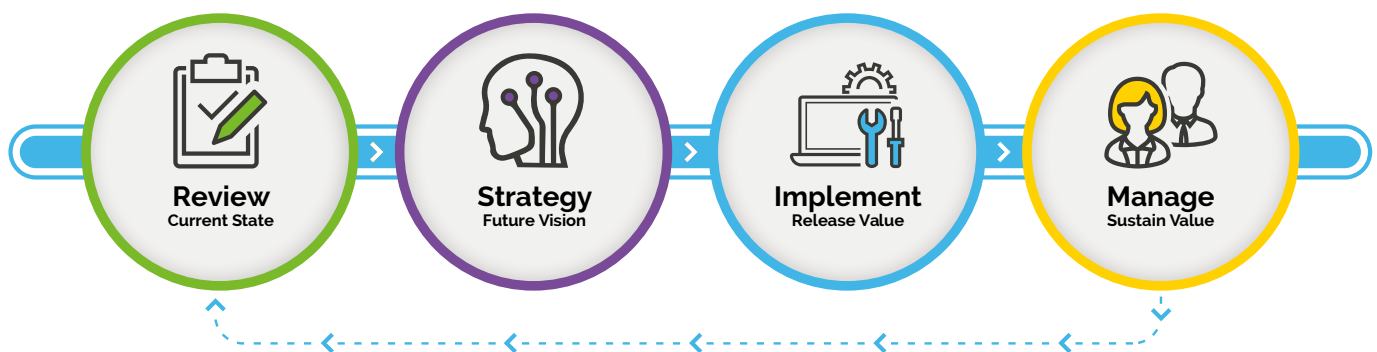 Review
Current State
Strategy
Future Vision
Implement
Release Value
Manage
Sustain Value